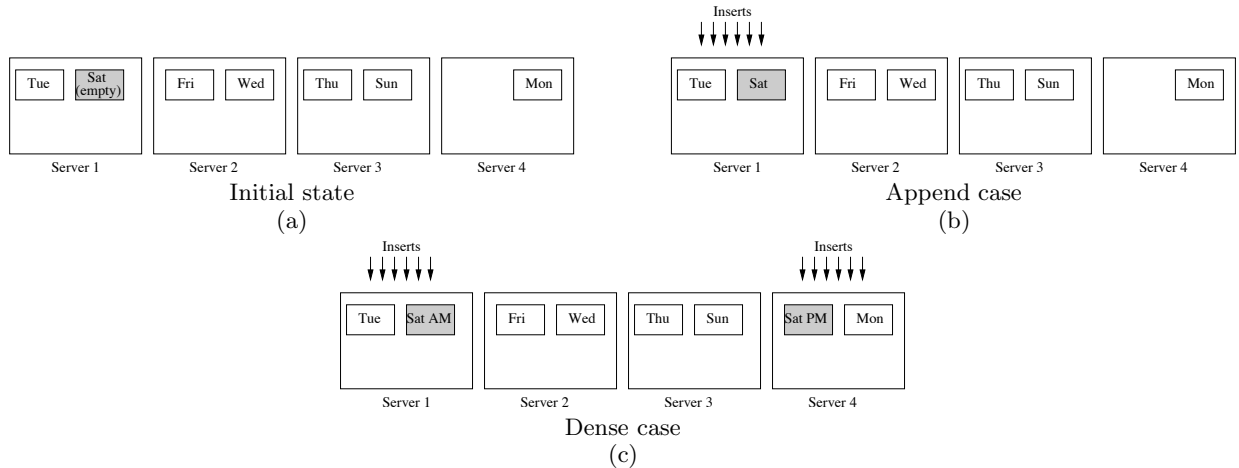 Inserts
Tue Sat (empty) Fri Wed Thu Sun Mon
Server 1 Server 2 Server 3 Server 4
Initial state
(a)
Tue Sat Fri Wed Thu Sun Mon
Server 1 Server 2 Server 3 Server 4
Append case
(b)
Inserts Inserts
Tue Sat AM Fri Wed Thu Sun Sat PM Mon
Server 1 Server 2 Server 3 Server 4
Dense case
(c)